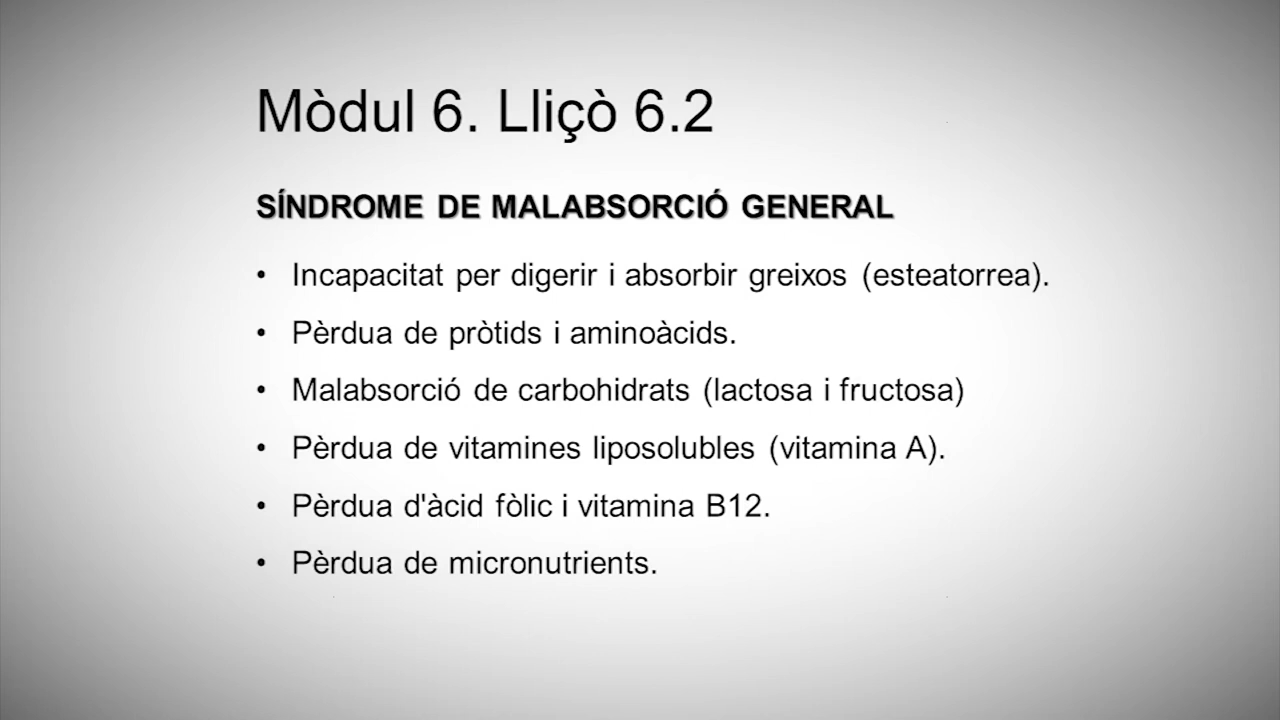 Mòdul 6. Lliçò 6.2
SÍNDROME DE MALABSORCIÓ GENERAL
• Incapacitat per digerir i absorbir greixos (esteatorrea).
• Pèrdua de pròtids i aminoàcids.
• Malabsorció de carbohidrats (lactosa i fructosa)
• Pèrdua de vitamines liposolubles (vitamina A).
• Pèrdua d'àcid fòlic i vitamina B12.
• Pèrdua de micronutrients.